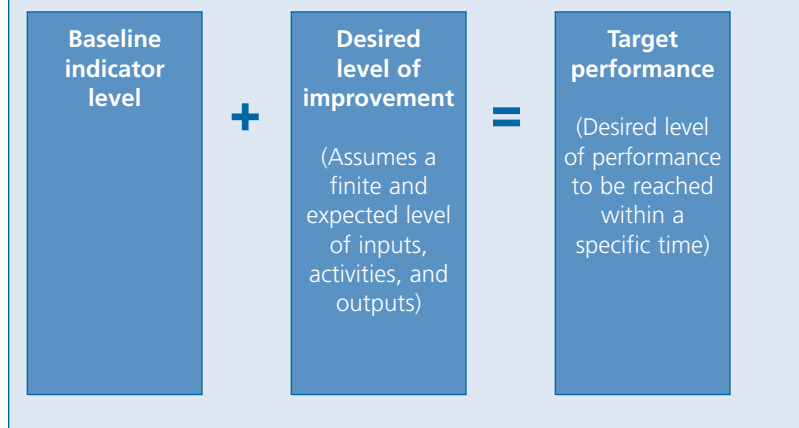 Baseline
indicator
level
+
Desired
level of
improvement
(Assumes a
finite and
expected level
of inputs,
activities, and
outputs)
=
Target
performance
(Desired level
of performance
to be reached
within a
specific time)